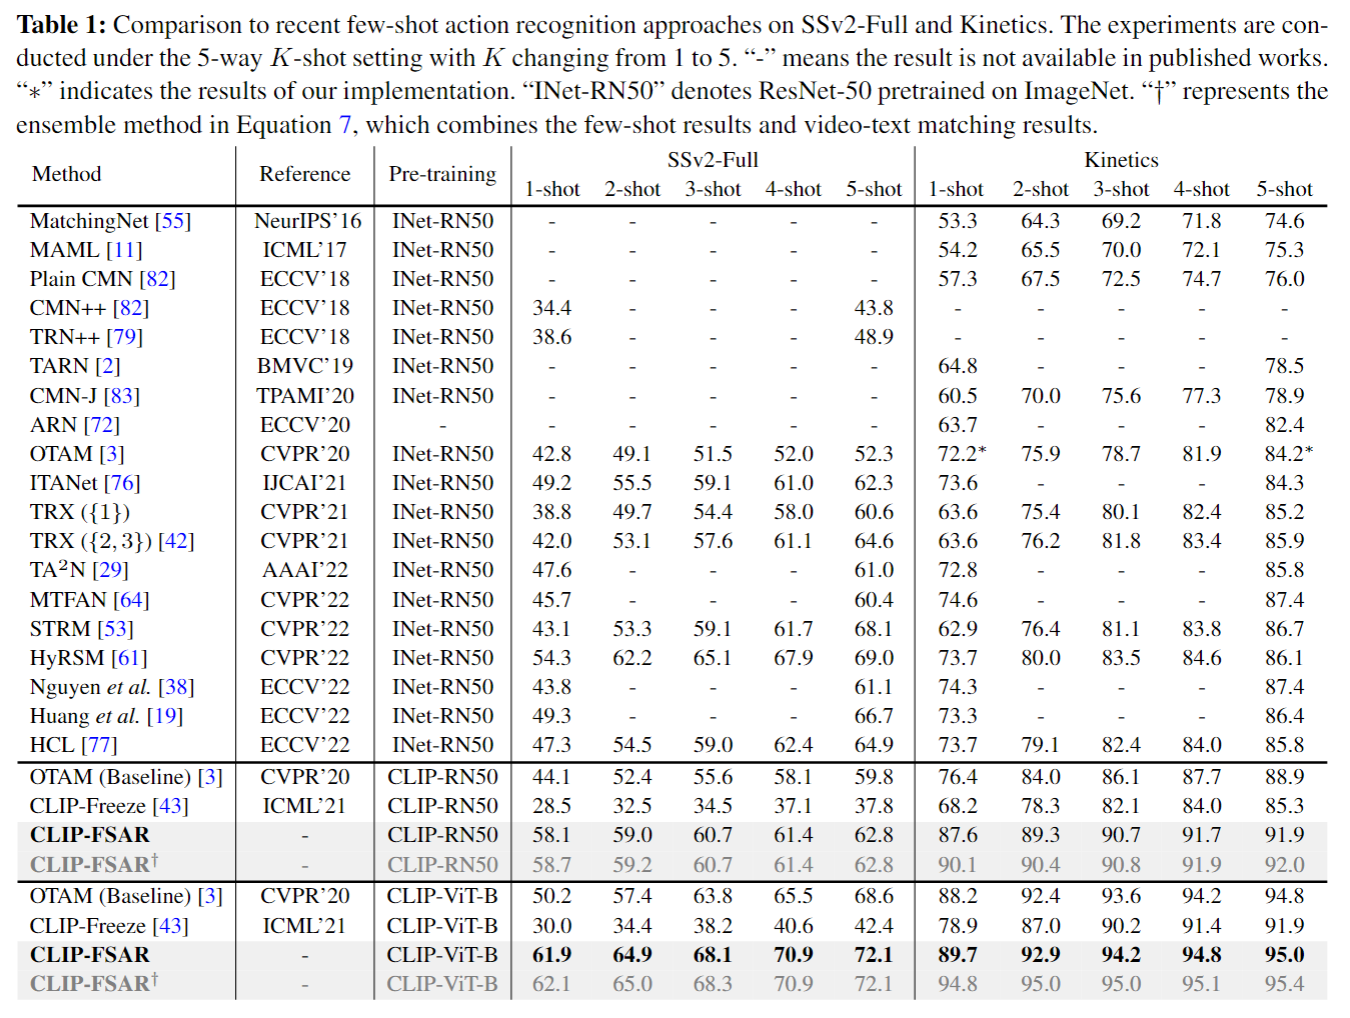 Table 1: Comparison to recent few-shot action recognition approaches on SSv2-Full and Kinetics. The experiments are con-
ducted under the 5-way K-shot setting with K changing from 1 to 5. “-” means the result is not available in published works.
“∗” indicates the results of our implementation. “INet-RN50” denotes ResNet-50 pretrained on ImageNet. “†” represents the
ensemble method in Equation 7, which combines the few-shot results and video-text matching results.
Method Reference Pre-training SSv2-Full Kinetics
1-shot 2-shot 3-shot 4-shot 5-shot 1-shot 2-shot 3-shot 4-shot 5-shot
MatchingNet [55] NeurIPS’16 INet-RN50 - - - - - 53.3 64.3 69.2 71.8 74.6
MAML [11] ICML’17 INet-RN50 - - - - - 54.2 65.5 70.0 72.1 75.3
Plain CMN [82] ECCV’18 INet-RN50 - - - - - 57.3 67.5 72.5 74.7 76.0
CMN++ [82] ECCV’18 INet-RN50 34.4 - - - 43.8 - - - - -
TRN++ [79] ECCV’18 INet-RN50 38.6 - - - 48.9 - - - - -
TARN [2] BMVC’19 INet-RN50 - - - - - 64.8 - - - 78.5
CMN-J [83] TPAMI’20 INet-RN50 - - - - - 60.5 70.0 75.6 77.3 78.9
ARN [72] ECCV’20 - - - - - - 63.7 - - - 82.4
OTAM [3] CVPR’20 INet-RN50 42.8 49.1 51.5 52.0 52.3 72.2∗ 75.9 78.7 81.9 84.2∗
ITANet [76] IJCAI’21 INet-RN50 49.2 55.5 59.1 61.0 62.3 73.6 - - - 84.3
TRX ({1}) CVPR’21 INet-RN50 38.8 49.7 54.4 58.0 60.6 63.6 75.4 80.1 82.4 85.2
TRX ({2, 3}) [42] CVPR’21 INet-RN50 42.0 53.1 57.6 61.1 64.6 63.6 76.2 81.8 83.4 85.9
TA²N [29] AAAI’22 INet-RN50 47.6 - - - 61.0 72.8 - - - 85.8
MTFAN [64] CVPR’22 INet-RN50 45.7 - - - 60.4 74.6 - - - 87.4
STRM [53] CVPR’22 INet-RN50 43.1 53.3 59.1 61.7 68.1 62.9 76.4 81.1 83.8 86.7
HyRSM [61] CVPR’22 INet-RN50 54.3 62.2 65.1 67.9 69.0 73.7 80.0 83.5 84.6 86.1
Nguyen et al. [38] ECCV’22 INet-RN50 43.8 - - - 61.1 74.3 - - - 87.4
Huang et al. [19] ECCV’22 INet-RN50 49.3 - - - 66.7 73.3 - - - 86.4
HCL [77] ECCV’22 INet-RN50 47.3 54.5 59.0 62.4 64.9 73.7 79.1 82.4 84.0 85.8
OTAM (Baseline) [3] CVPR’20 CLIP-RN50 44.1 52.4 55.6 58.1 59.8 76.4 84.0 86.1 87.7 88.9
CLIP-Freeze [43] ICML’21 CLIP-RN50 28.5 32.5 34.5 37.1 37.8 68.2 78.3 82.1 84.0 85.3
CLIP-FSAR - CLIP-RN50 58.1 59.0 60.7 61.4 62.8 87.6 89.3 90.7 91.7 91.9
CLIP-FSAR† - CLIP-RN50 58.7 59.2 60.7 61.4 62.8 90.1 90.4 90.8 91.9 92.0
OTAM (Baseline) [3] CVPR’20 CLIP-ViT-B 50.2 57.4 63.8 65.5 68.6 88.2 92.4 93.6 94.2 94.8
CLIP-Freeze [43] ICML’21 CLIP-ViT-B 30.0 34.4 38.2 40.6 42.4 78.9 87.0 90.2 91.4 91.9
CLIP-FSAR - CLIP-ViT-B 61.9 64.9 68.1 70.9 72.1 89.7 92.9 94.2 94.8 95.0
CLIP-FSAR† - CLIP-ViT-B 62.1 65.0 68.3 70.9 72.1 94.8 95.0 95.0 95.1 95.4